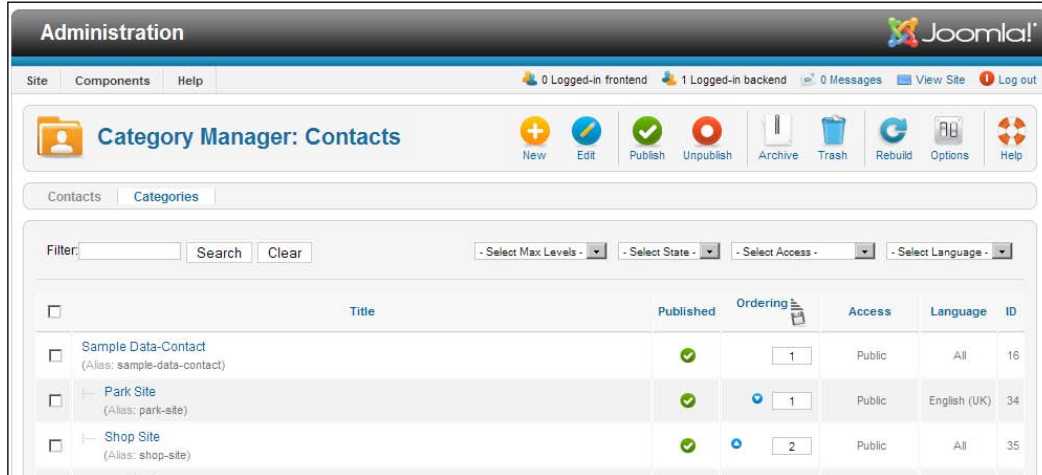 Administration
Joomla!
Site Components Help
0 Logged-in frontend 1 Logged-in backend 0 Messages View Site Log out
Category Manager: Contacts
New Edit Publish Unpublish Archive Trash Rebuild Options Help
Contacts Categories
Filter: Search Clear - Select Max Levels - - Select State - - Select Access - - Select Language -
Title Published Ordering Access Language ID
Sample Data-Contact 1 Public All 16
(Alias: sample-data-contact)
Park Site 1 Public English (UK) 34
(Alias: park-site)
Shop Site 2 Public All 35
(Alias: shop-site)